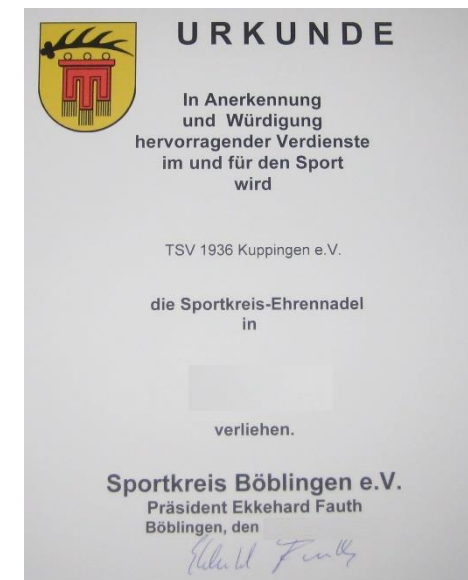 URKUNDE
In Anerkennung
und Würdigung
hervorragender Verdienste
im und für den Sport
wird
TSV 1936 Kuppingen e.V.
die Sportkreis-Ehrennadel
in
verliehen.
Sportkreis Böblingen e.V.
Präsident Ekkehard Fauth
Böblingen, den